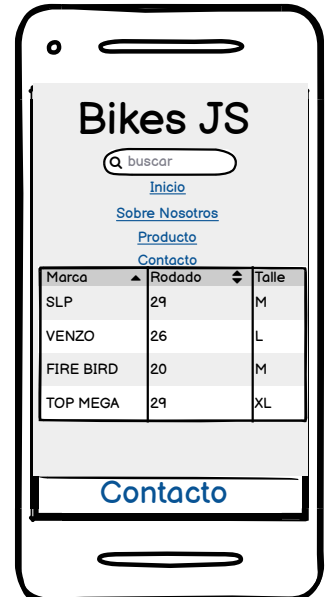 Bikes JS
buscar
Inicio
Sobre Nosotros
Producto
Contacto
Marca Rodado Talle
SLP 29 M
VENZO 26 L
FIRE BIRD 20 M
TOP MEGA 29 XL
Contacto